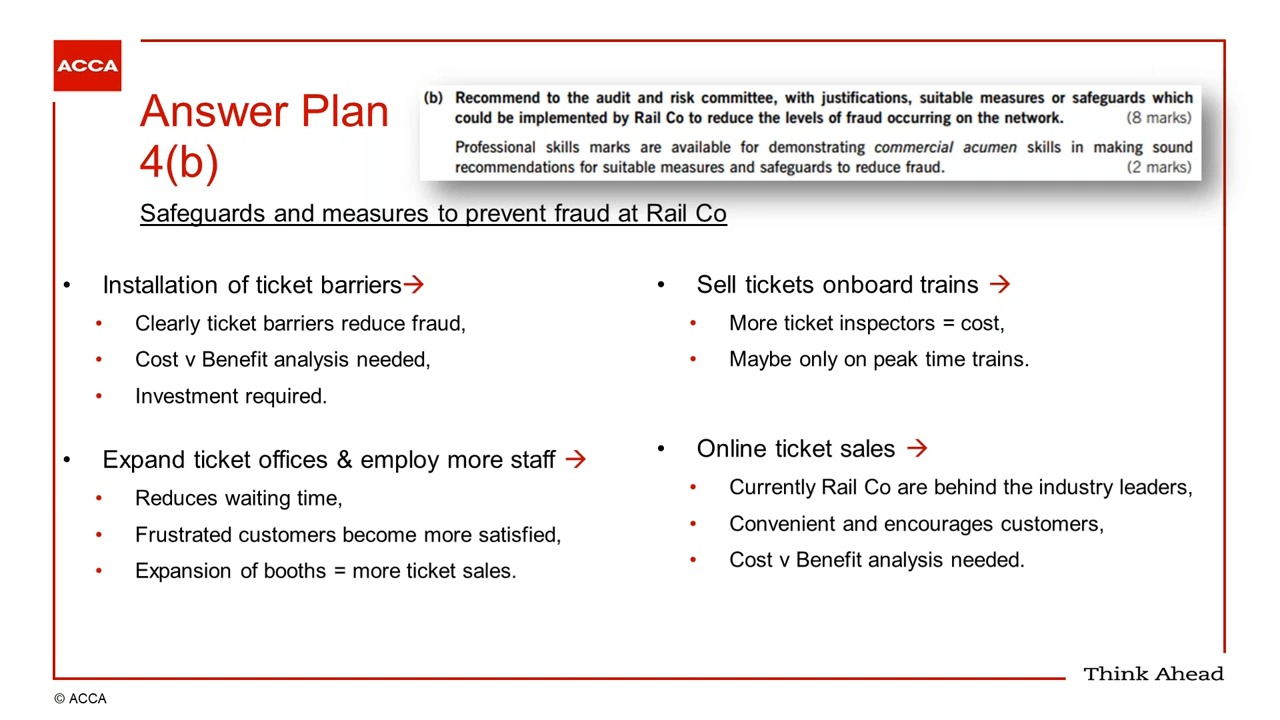 ACCA
Answer Plan
4(b)
(b) Recommend to the audit and risk committee, with justifications, suitable measures or safeguards which
could be implemented by Rail Co to reduce the levels of fraud occurring on the network. (8 marks)
Professional skills marks are available for demonstrating commercial acumen skills in making sound
recommendations for suitable measures and safeguards to reduce fraud. (2 marks)
Safeguards and measures to prevent fraud at Rail Co
• Installation of ticket barriers→
• Clearly ticket barriers reduce fraud,
• Cost v Benefit analysis needed,
• Investment required.
• Expand ticket offices & employ more staff →
• Reduces waiting time,
• Frustrated customers become more satisfied,
• Expansion of booths = more ticket sales.
• Sell tickets onboard trains →
• More ticket inspectors = cost,
• Maybe only on peak time trains.
• Online ticket sales →
• Currently Rail Co are behind the industry leaders,
• Convenient and encourages customers,
• Cost v Benefit analysis needed.
Think Ahead
© ACCA